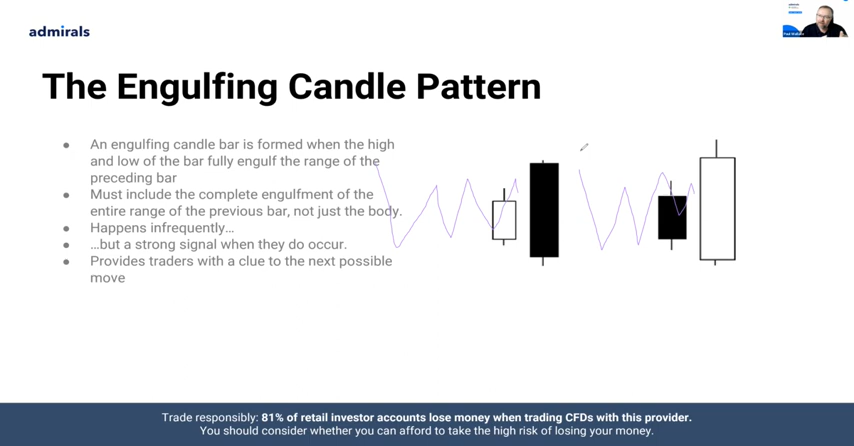 admirals
The Engulfing Candle Pattern
● An engulfing candle bar is formed when the high
and low of the bar fully engulf the range of the
preceding bar
● Must include the complete engulfment of the
entire range of the previous bar, not just the body.
● Happens infrequently…
● …but a strong signal when they do occur.
● Provides traders with a clue to the next possible
move
Trade responsibly: 81% of retail investor accounts lose money when trading CFDs with this provider.
You should consider whether you can afford to take the high risk of losing your money.